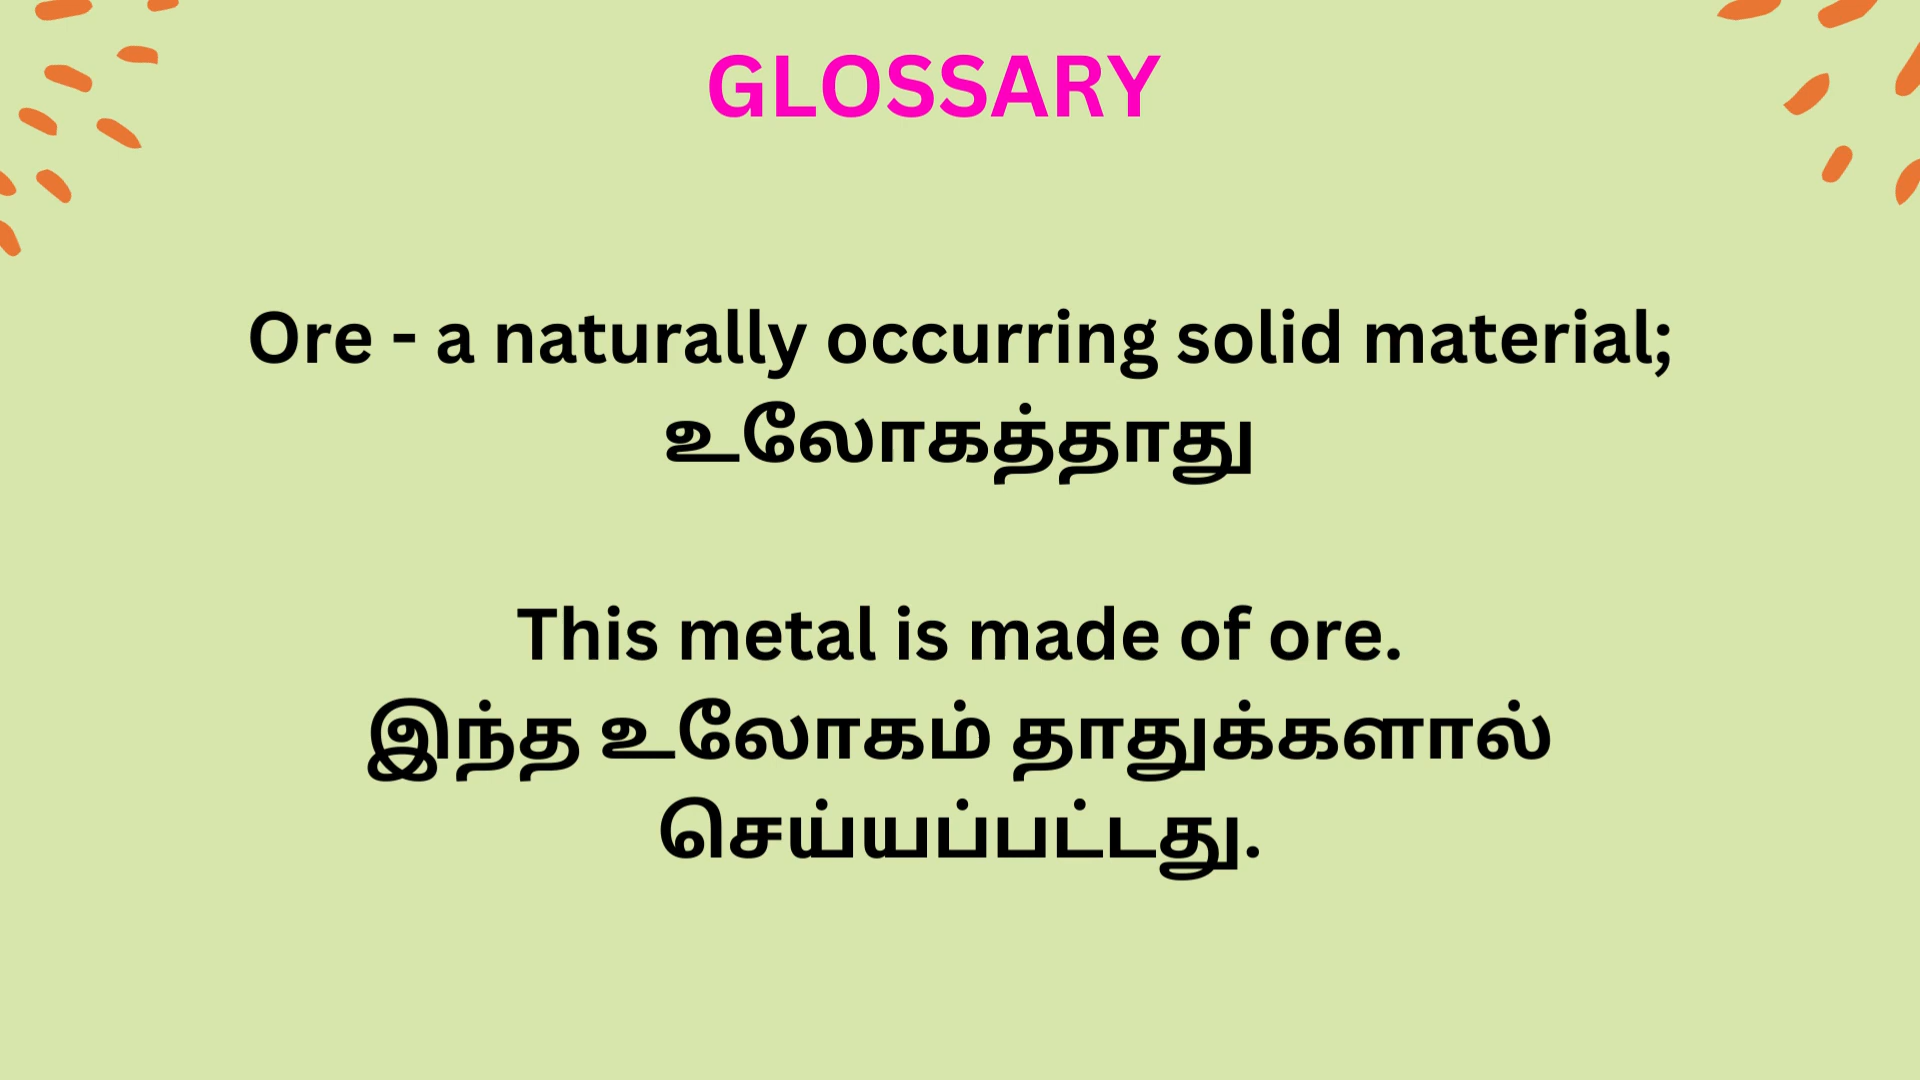 GLOSSARY
Ore - a naturally occurring solid material;
உலோகத்தாது
This metal is made of ore.
இந்த உலோகம் தாதுக்களால்
செய்யப்பட்டது.